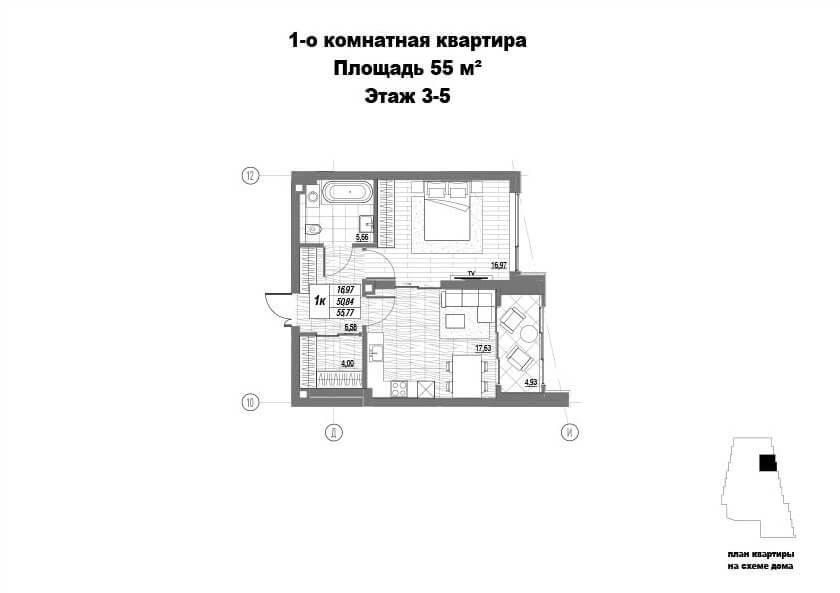 1-о комнатная квартира
Площадь 55 м²
Этаж 3-5
12
5,66
16,97
TV
1к
16,97
50,84
55,77
6,58
17,63
4,00
4,93
10
Д
И
план квартиры
на схеме дома